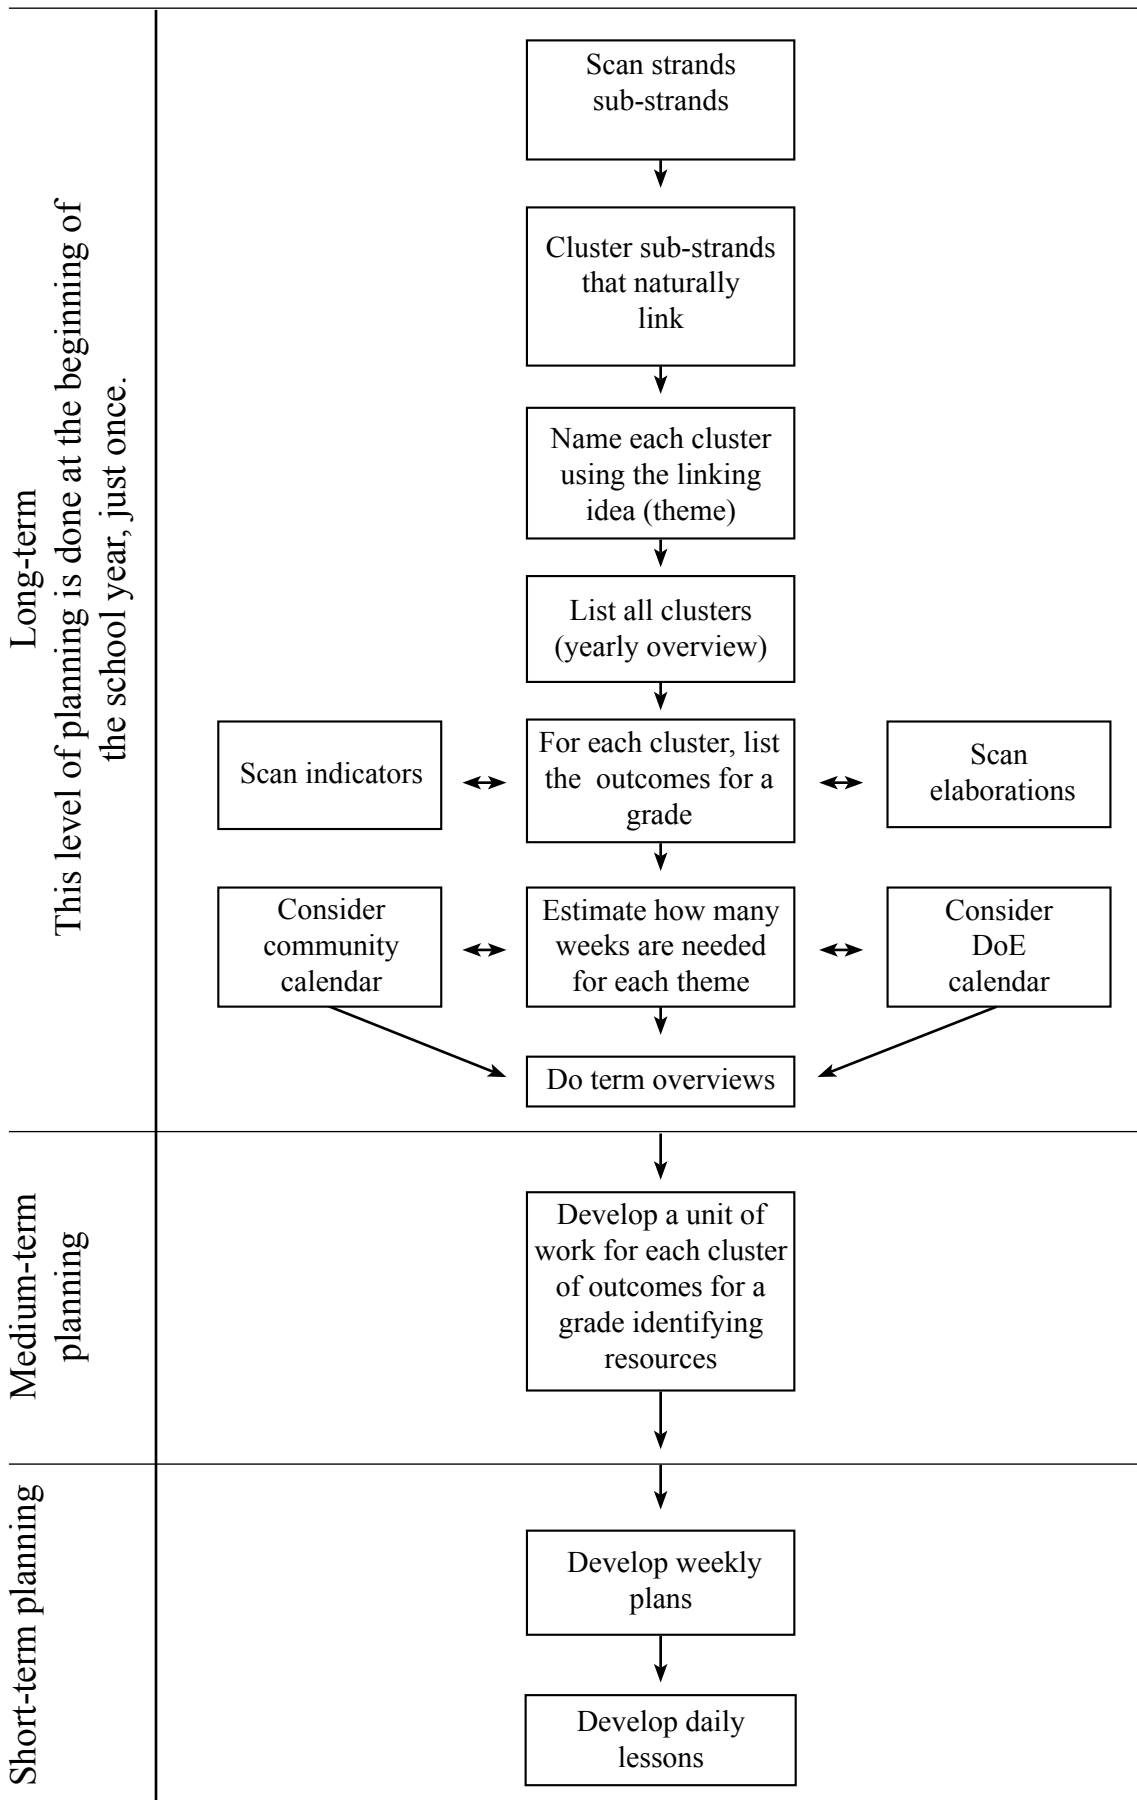 Long-term
This level of planning is done at the beginning of
the school year, just once.
Scan strands
sub-strands
Cluster sub-strands
that naturally
link
Name each cluster
using the linking
idea (theme)
List all clusters
(yearly overview)
Scan indicators
For each cluster, list
the outcomes for a
grade
Scan
elaborations
Consider
community
calendar
Estimate how many
weeks are needed
for each theme
Consider
DoE
calendar
Do term overviews
Medium-term
planning
Develop a unit of
work for each cluster
of outcomes for a
grade identifying
resources
Short-term planning
Develop weekly
plans
Develop daily
lessons